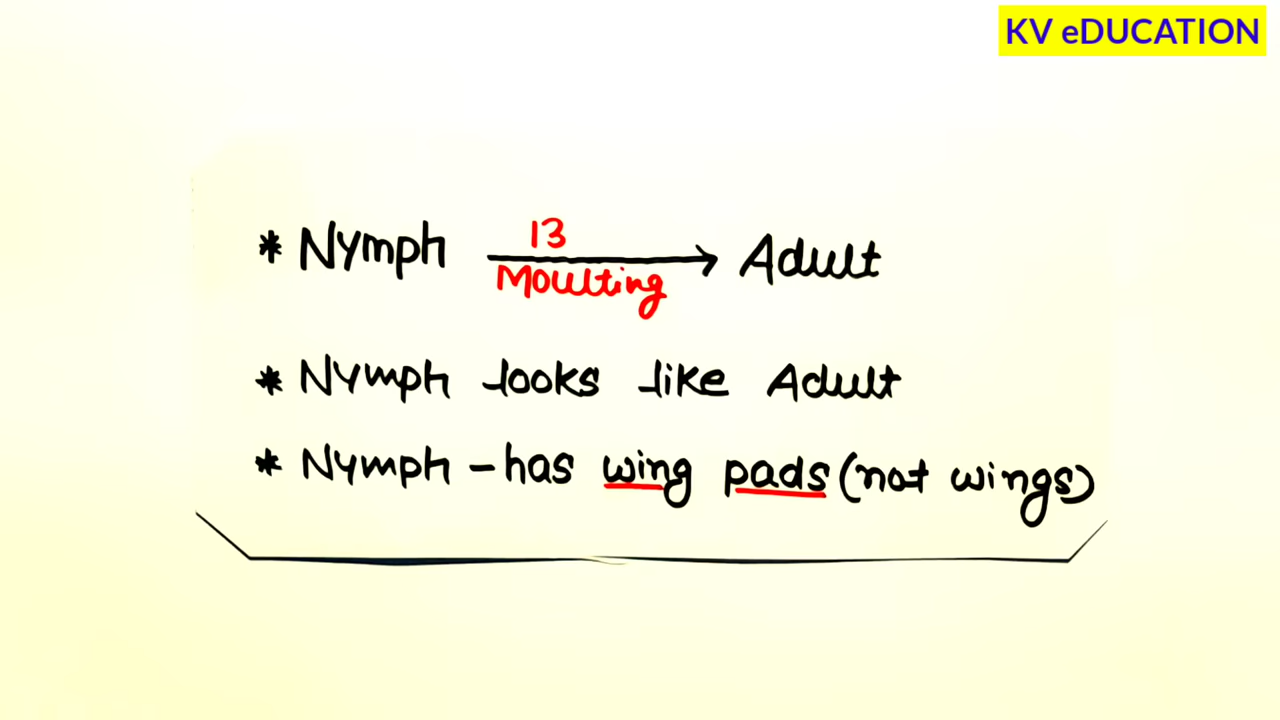 KV eDUCATION
* Nymph 13 Moulting → Adult
* Nymph looks like Adult
* Nymph - has wing pads (not wings)